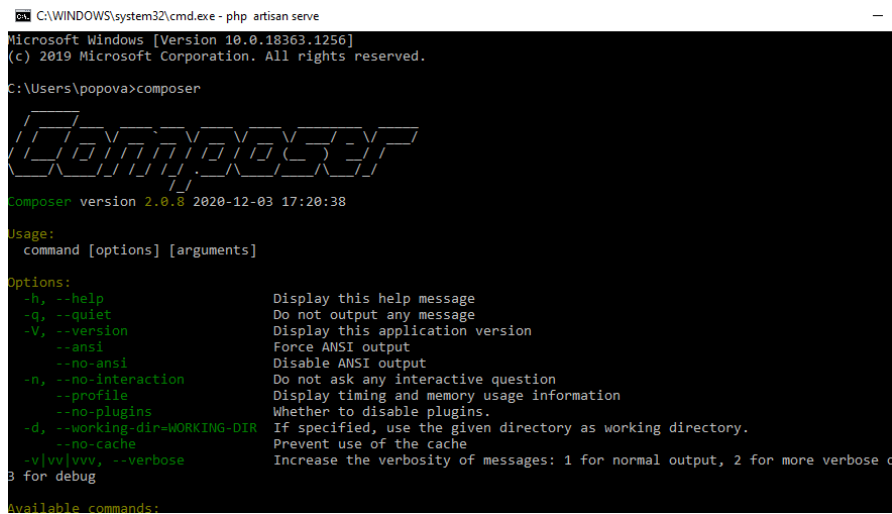 C:\WINDOWS\system32\cmd.exe - php artisan serve
Microsoft Windows [Version 10.0.18363.1256]
(c) 2019 Microsoft Corporation. All rights reserved.
C:\Users\popova>composer
Composer
Composer version 2.0.8 2020-12-03 17:20:38
Usage:
command [options] [arguments]
Options:
-h, --help Display this help message
-q, --quiet Do not output any message
-V, --version Display this application version
--ansi Force ANSI output
--no-ansi Disable ANSI output
-n, --no-interaction Do not ask any interactive question
--profile Display timing and memory usage information
--no-plugins Whether to disable plugins.
-d, --working-dir=WORKING-DIR If specified, use the given directory as working directory.
--no-cache Prevent use of the cache
-v|vv|vvv, --verbose Increase the verbosity of messages: 1 for normal output, 2 for more verbose
3 for debug
Available commands: